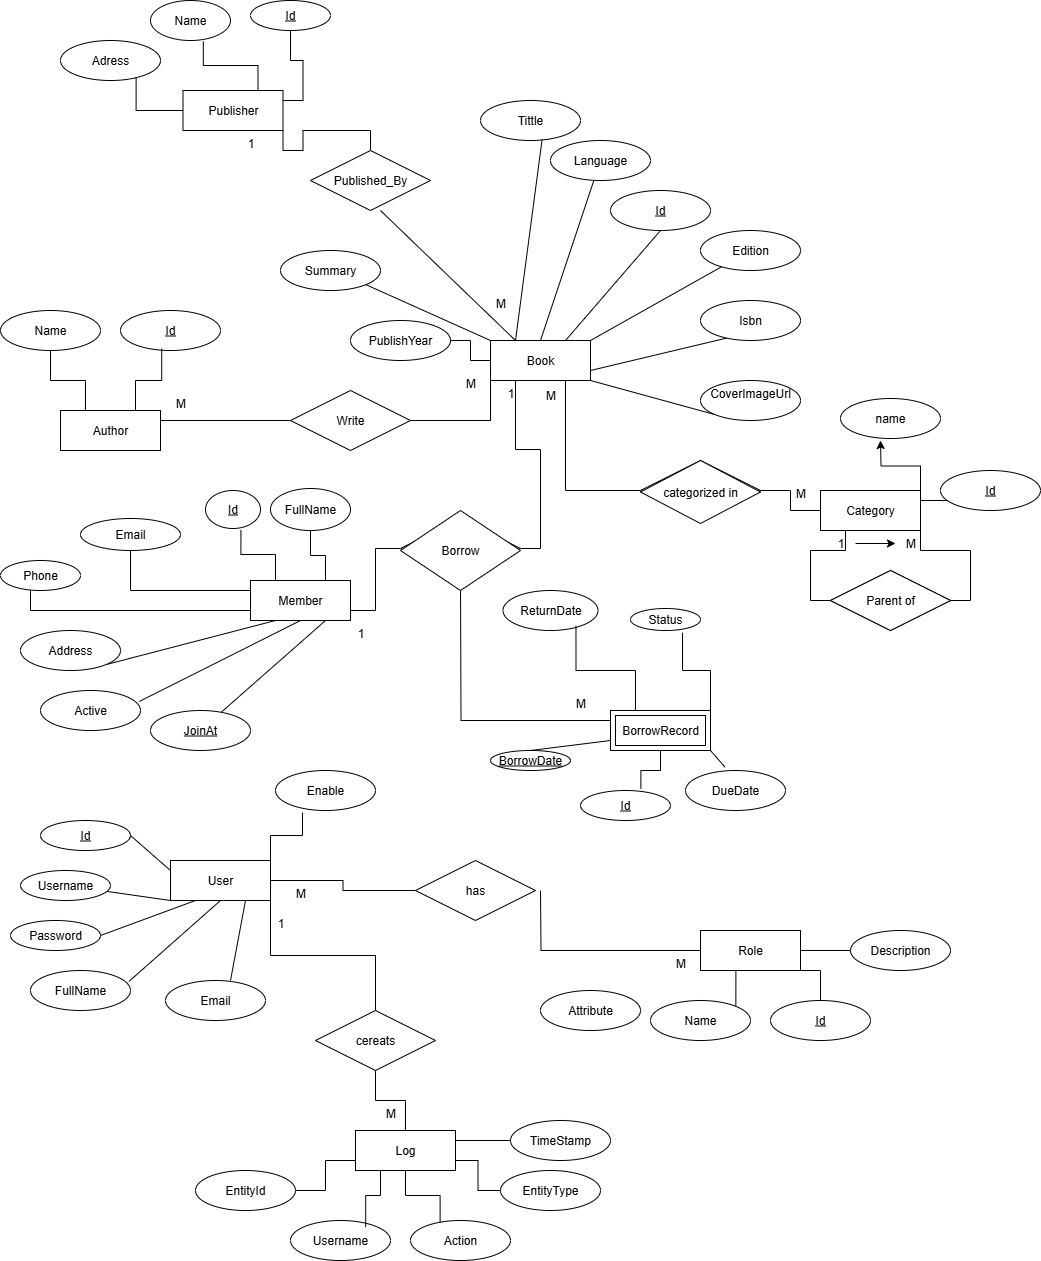 Id
Name
Adress
Publisher
1
Tittle
Language
Published_By
Id
Edition
Summary
M
Isbn
Name
Id
PublishYear
Book
M
1
M
CoverImageUrl
M
name
Author
Write
categorized in
M
Id
Category
Id
FullName
Email
1
M
Borrow
Phone
Member
Parent of
ReturnDate
Status
1
Address
M
Active
JoinAt
BorrowRecord
BorrowDate
Enable
DueDate
Id
Id
User
Username
M
has
1
Password
Role
Description
M
FullName
Email
Attribute
Name
Id
cereats
M
TimeStamp
Log
EntityId
EntityType
Username
Action